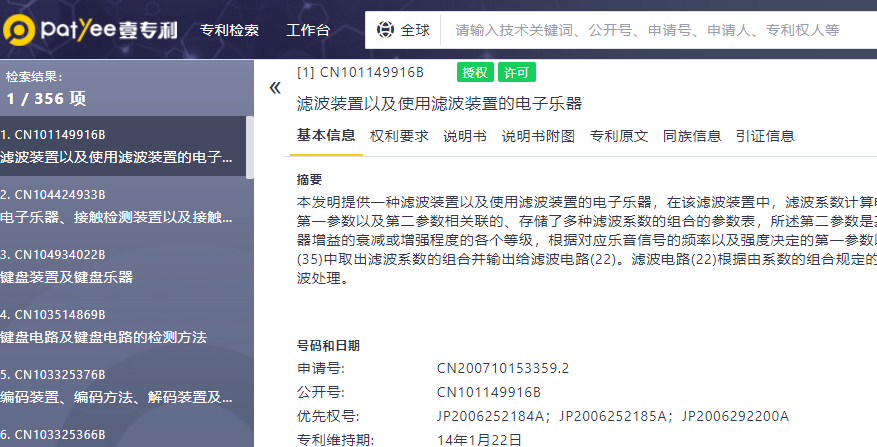 patyee壹专利 专利检索 工作台 全球 请输入技术关键词、公开号、申请号、申请人、专利权人等
检索结果：
1 / 356 项
1. CN101149916B
滤波装置以及使用滤波装置的电子...
2. CN104424933B
电子乐器、接触检测装置以及接触...
3. CN104934022B
键盘装置及键盘乐器
4. CN103514869B
键盘电路及键盘电路的检测方法
5. CN103325376B
编码装置、编码方法、解码装置及...
6. CN103325366B
«
[1] CN101149916B 授权 许可
滤波装置以及使用滤波装置的电子乐器
基本信息 权利要求 说明书 说明书附图 专利原文 同族信息 引证信息
摘要
本发明提供一种滤波装置以及使用滤波装置的电子乐器，在该滤波装置中，滤波系数计算
第一参数以及第二参数相关联的、存储了多种滤波系数的组合的参数表，所述第二参数是
器增益的衰减或增强程度的各个等级，根据对应乐音信号的频率以及强度决定的第一参数
(35)中取出滤波系数的组合并输出给滤波电路(22)。滤波电路(22)根据由系数的组合规定的
波处理。
号码和日期
申请号: CN200710153359.2
公开号: CN101149916B
优先权号: JP2006252184A；JP2006252185A；JP2006292200A
专利维持期: 14年1月22日